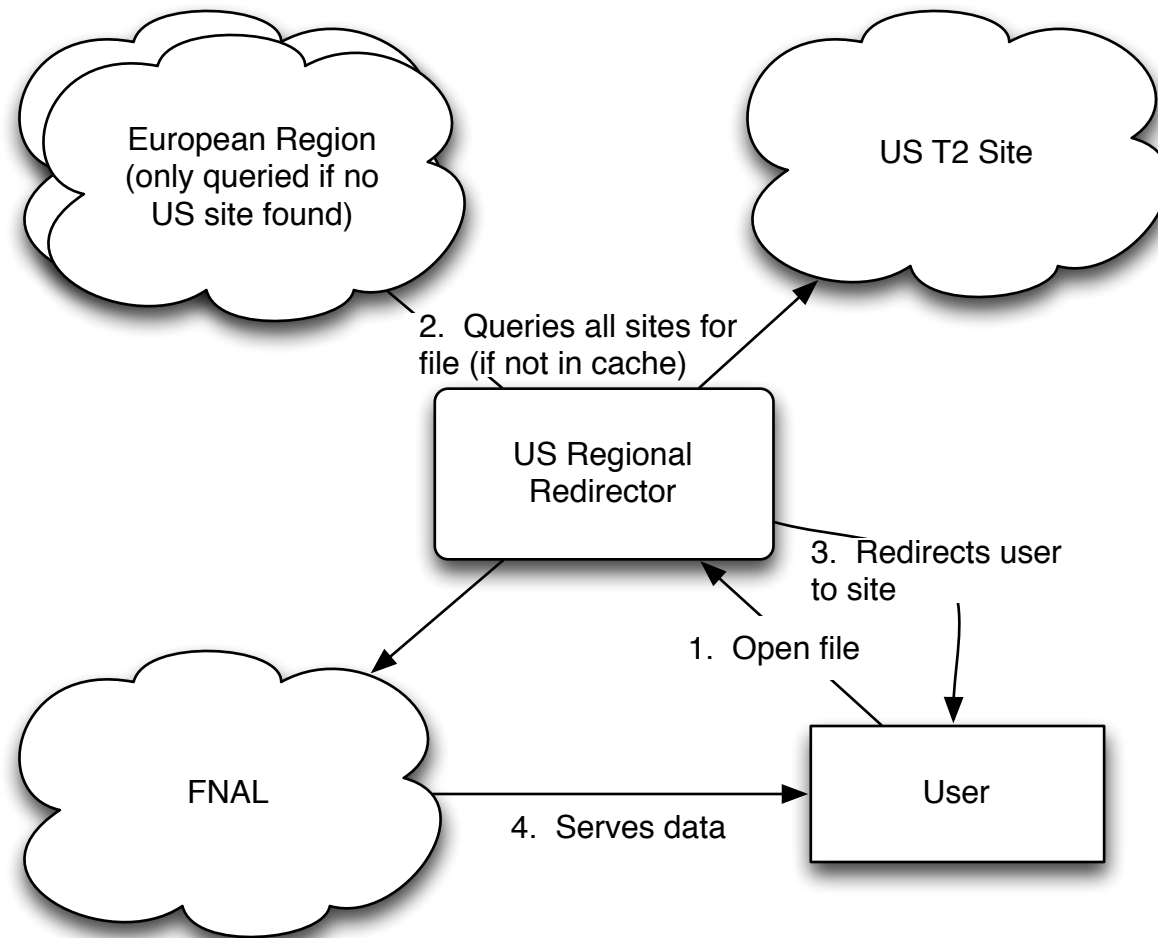 European Region
(only queried if no
US site found)
US T2 Site
2.  Queries all sites for
file (if not in cache)
US Regional
Redirector
3.  Redirects user
to site
1.  Open file
FNAL
User
4.  Serves data